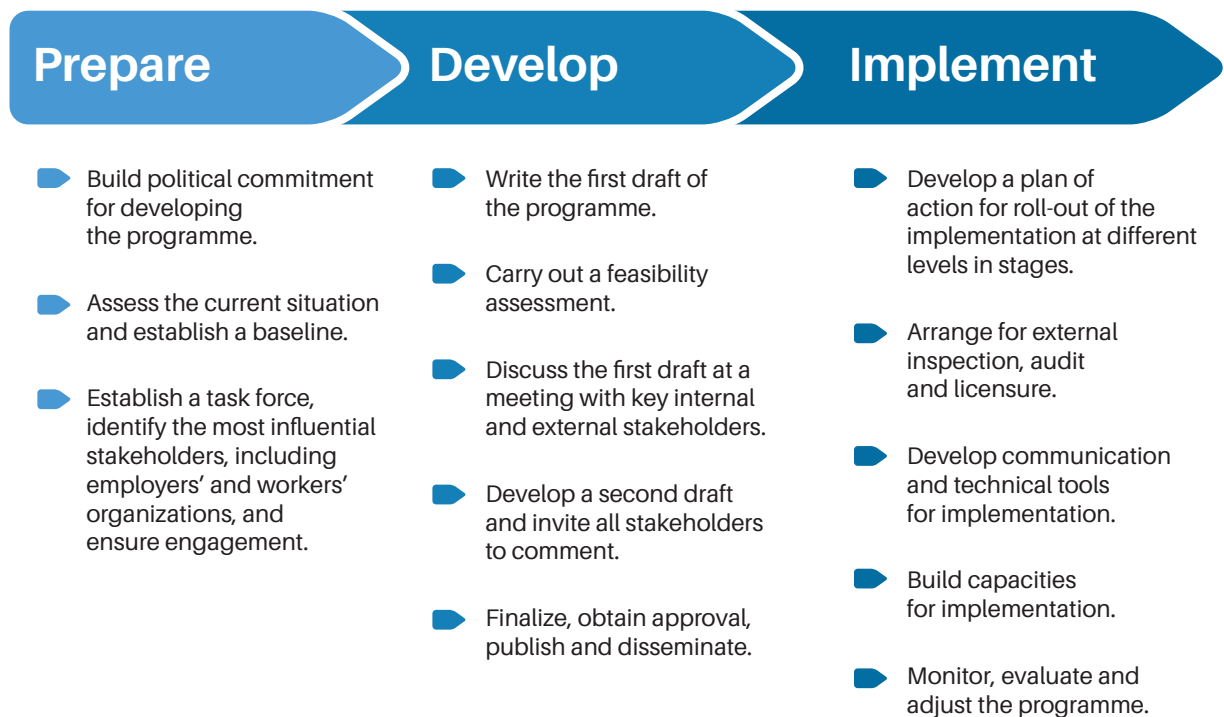 Prepare
Develop
Implement
Build political commitment
for developing
the programme.
Assess the current situation
and establish a baseline.
Establish a task force,
identify the most influential
stakeholders, including
employers’ and workers’
organizations, and
ensure engagement.
Write the first draft of
the programme.
Carry out a feasibility
assessment.
Discuss the first draft at a
meeting with key internal
and external stakeholders.
Develop a second draft
and invite all stakeholders
to comment.
Finalize, obtain approval,
publish and disseminate.
Develop a plan of
action for roll-out of the
implementation at different
levels in stages.
Arrange for external
inspection, audit
and licensure.
Develop communication
and technical tools
for implementation.
Build capacities
for implementation.
Monitor, evaluate and
adjust the programme.